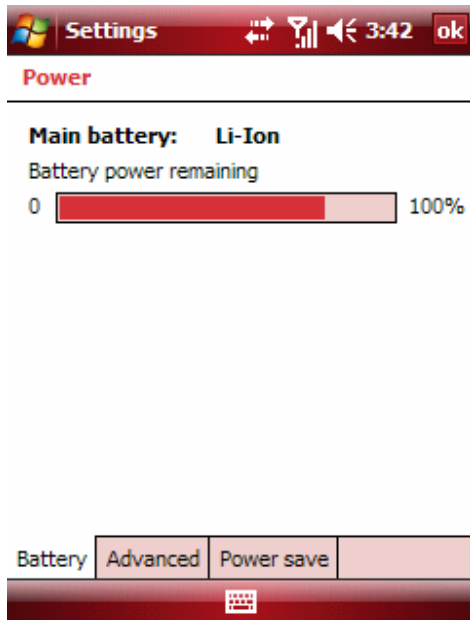 Settings 3:42 ok
Power
Main battery: Li-Ion
Battery power remaining
0 100%
Battery Advanced Power save